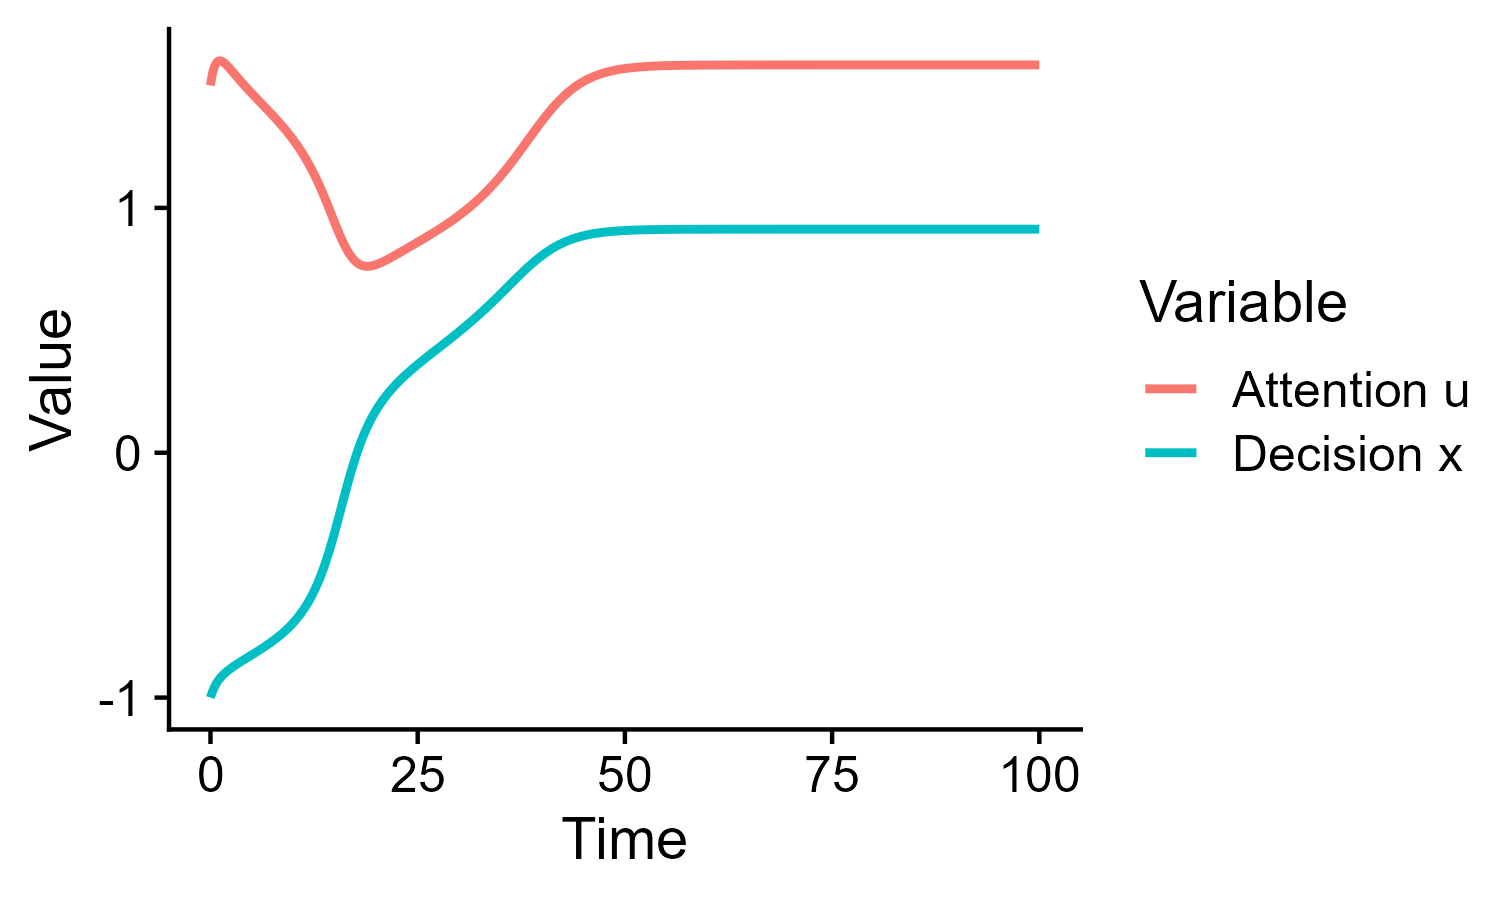 Value
1
0
-1
0 25 50 75 100
Time
Variable
Attention u
Decision x